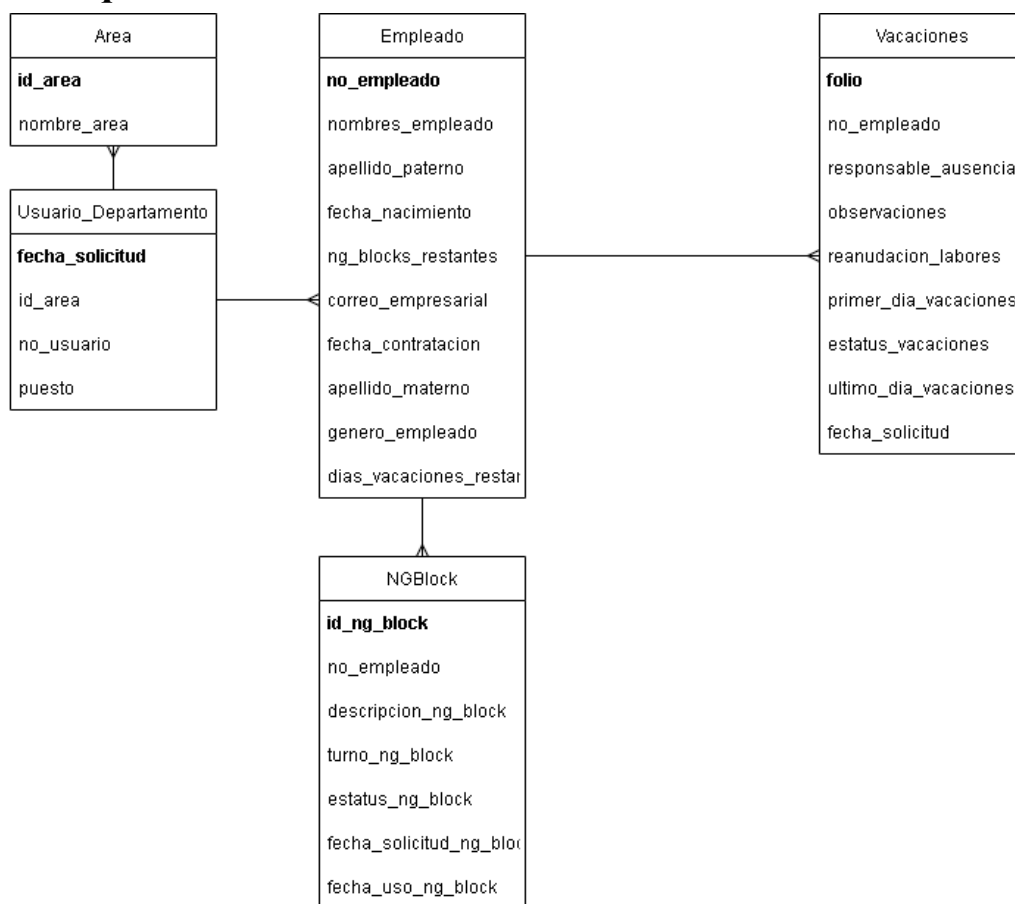 Area
id_area
nombre_area
Usuario_Departamento
fecha_solicitud
id_area
no_usuario
puesto
Empleado
no_empleado
nombres_empleado
apellido_paterno
fecha_nacimiento
ng_blocks_restantes
correo_empresarial
fecha_contratacion
apellido_materno
genero_empleado
dias_vacaciones_restar
NGBlock
id_ng_block
no_empleado
descripcion_ng_block
turno_ng_block
estatus_ng_block
fecha_solicitud_ng_bloc
fecha_uso_ng_block
Vacaciones
folio
no_empleado
responsable_ausencia
observaciones
reanudacion_labores
primer_dia_vacaciones
estatus_vacaciones
ultimo_dia_vacaciones
fecha_solicitud